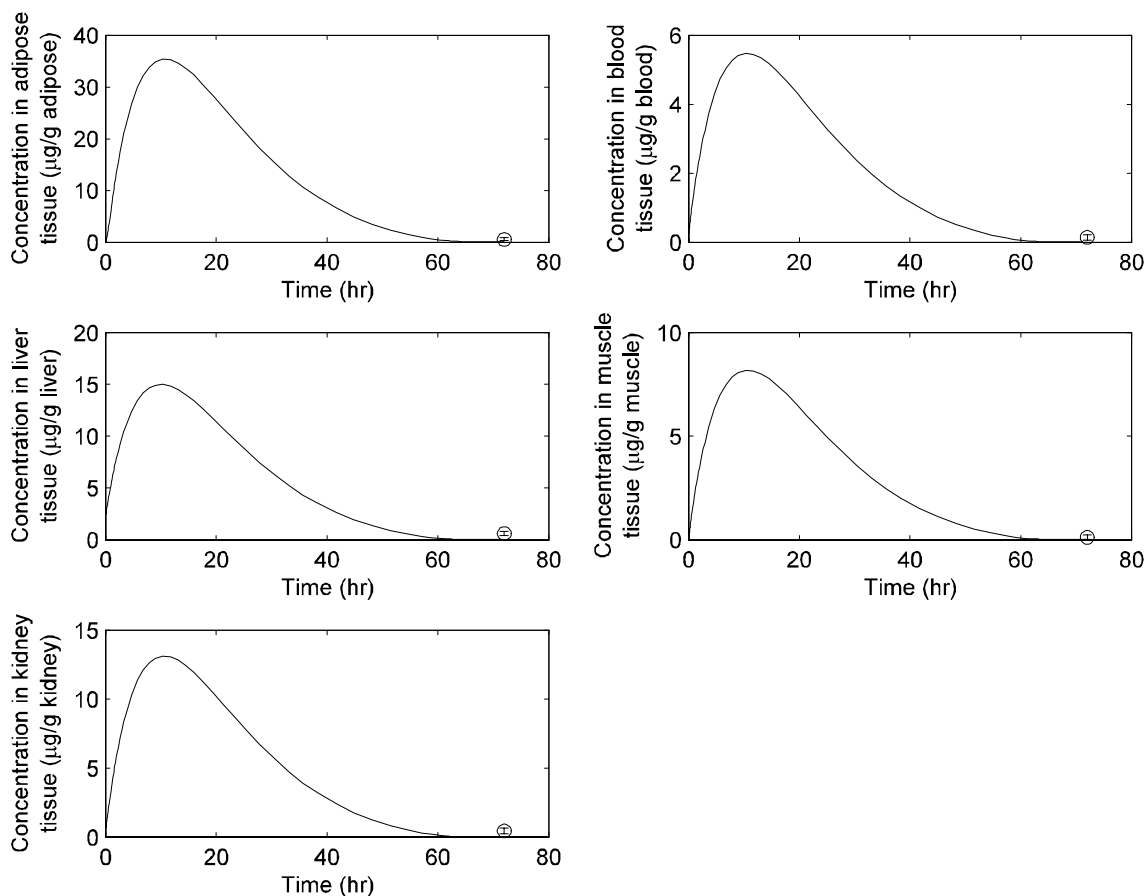 Concentration in adipose
tissue (μg/g adipose)
40
30
20
10
0
0 20 40 60 80
Time (hr)
Concentration in blood
tissue (μg/g blood)
6
4
2
0
0 20 40 60 80
Time (hr)
Concentration in liver
tissue (μg/g liver)
20
15
10
5
0
0 20 40 60 80
Time (hr)
Concentration in muscle
tissue (μg/g muscle)
10
5
0
0 20 40 60 80
Time (hr)
Concentration in kidney
tissue (μg/g kidney)
15
10
5
0
0 20 40 60 80
Time (hr)